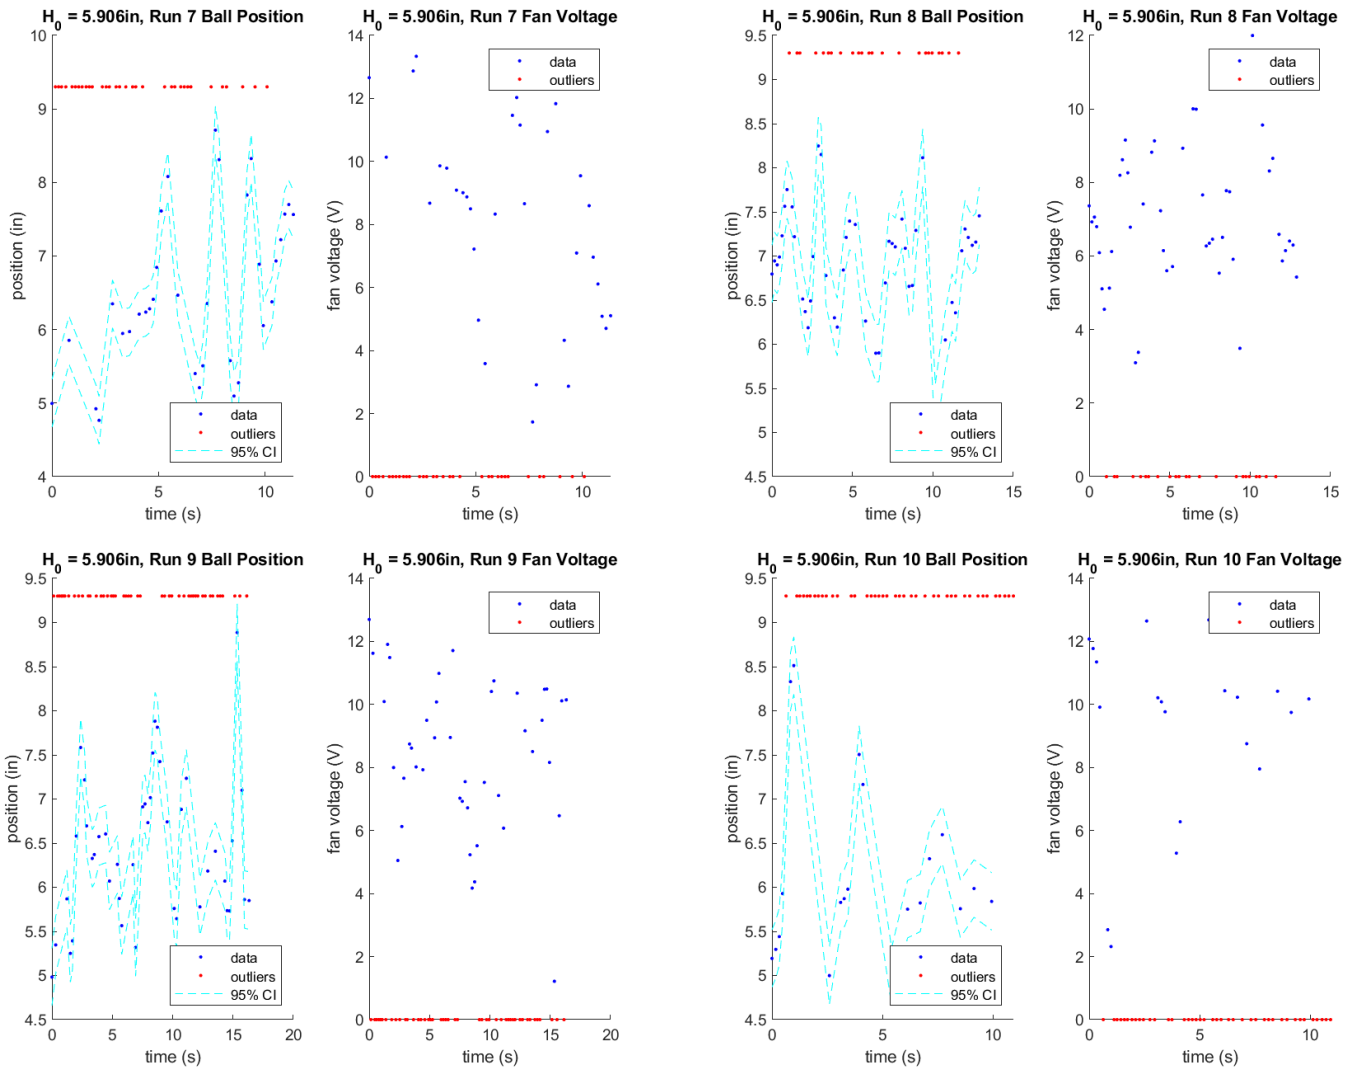 H0 = 5.906in, Run 7 Ball Position
10
9
8
7
6
5
4
position (in)
0
5
10
time (s)
data
outliers
95% CI
H0 = 5.906in, Run 7 Fan Voltage
14
12
10
8
6
4
2
0
fan voltage (V)
0
5
10
time (s)
data
outliers
H0 = 5.906in, Run 8 Ball Position
9.5
9
8.5
8
7.5
7
6.5
6
5.5
5
4.5
position (in)
0
5
10
15
time (s)
data
outliers
95% CI
H0 = 5.906in, Run 8 Fan Voltage
12
10
8
6
4
2
0
fan voltage (V)
0
5
10
15
time (s)
data
outliers
H0 = 5.906in, Run 9 Ball Position
9.5
9
8.5
8
7.5
7
6.5
6
5.5
5
4.5
position (in)
0
5
10
15
20
time (s)
data
outliers
95% CI
H0 = 5.906in, Run 9 Fan Voltage
14
12
10
8
6
4
2
0
fan voltage (V)
0
5
10
15
20
time (s)
data
outliers
H0 = 5.906in, Run 10 Ball Position
9.5
9
8.5
8
7.5
7
6.5
6
5.5
5
4.5
position (in)
0
5
10
time (s)
data
outliers
95% CI
H0 = 5.906in, Run 10 Fan Voltage
14
12
10
8
6
4
2
0
fan voltage (V)
0
5
10
time (s)
data
outliers